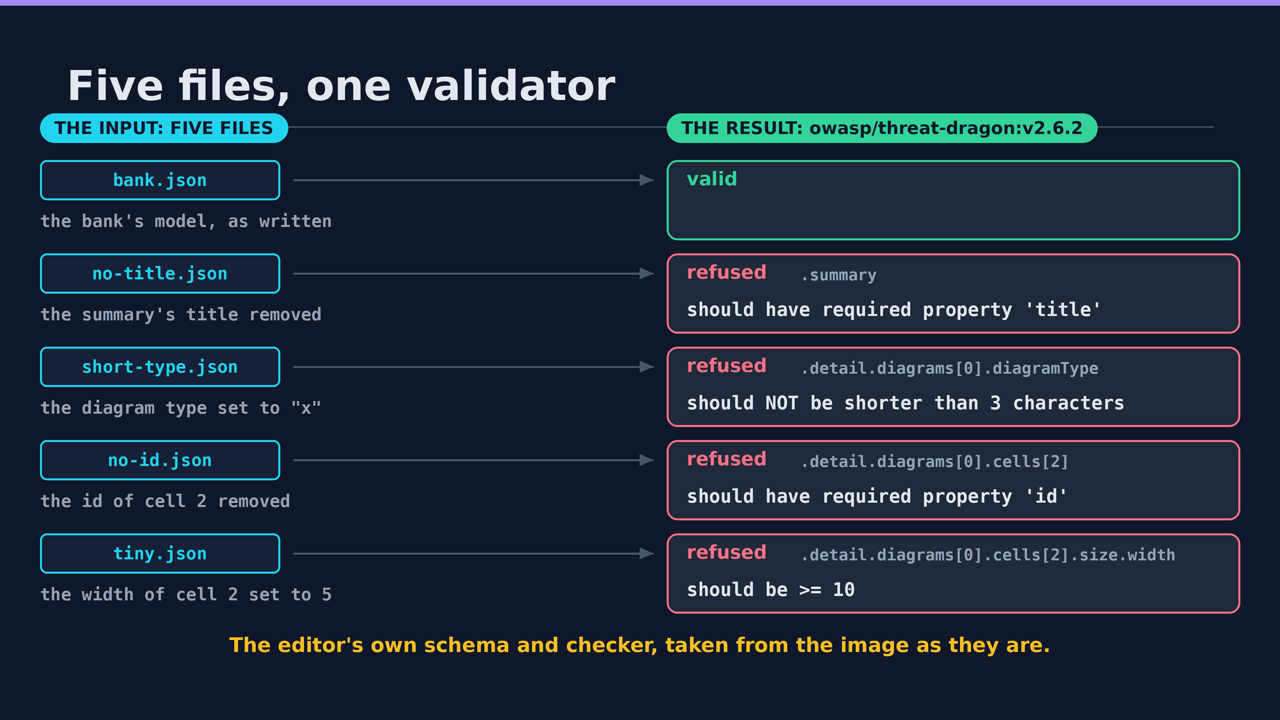 Five files, one validator
THE INPUT: FIVE FILES
THE RESULT: owasp/threat-dragon:v2.6.2
bank.json
the bank's model, as written
valid
no-title.json
the summary's title removed
refused .summary
should have required property 'title'
short-type.json
the diagram type set to "x"
refused .detail.diagrams[0].diagramType
should NOT be shorter than 3 characters
no-id.json
the id of cell 2 removed
refused .detail.diagrams[0].cells[2]
should have required property 'id'
tiny.json
the width of cell 2 set to 5
refused .detail.diagrams[0].cells[2].size.width
should be >= 10
The editor's own schema and checker, taken from the image as they are.